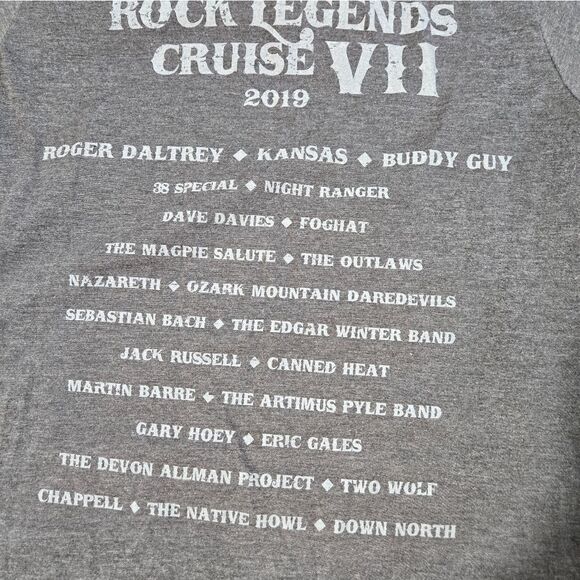 ROCK LEGENDS
CRUISE VII
2019
ROGER DALTREY ◆ KANSAS ◆ BUDDY GUY
38 SPECIAL ◆ NIGHT RANGER
DAVE DAVIES ◆ FOGHAT
THE MAGPIE SALUTE ◆ THE OUTLAWS
NAZARETH ◆ OZARK MOUNTAIN DAREDEVILS
SEBASTIAN BACH ◆ THE EDGAR WINTER BAND
JACK RUSSELL ◆ CANNED HEAT
MARTIN BARRE ◆ THE ARTIMUS PYLE BAND
GARY HOEY ◆ ERIC GALES
THE DEVON ALLMAN PROJECT ◆ TWO WOLF
CHAPPELL ◆ THE NATIVE HOWL ◆ DOWN NORTH